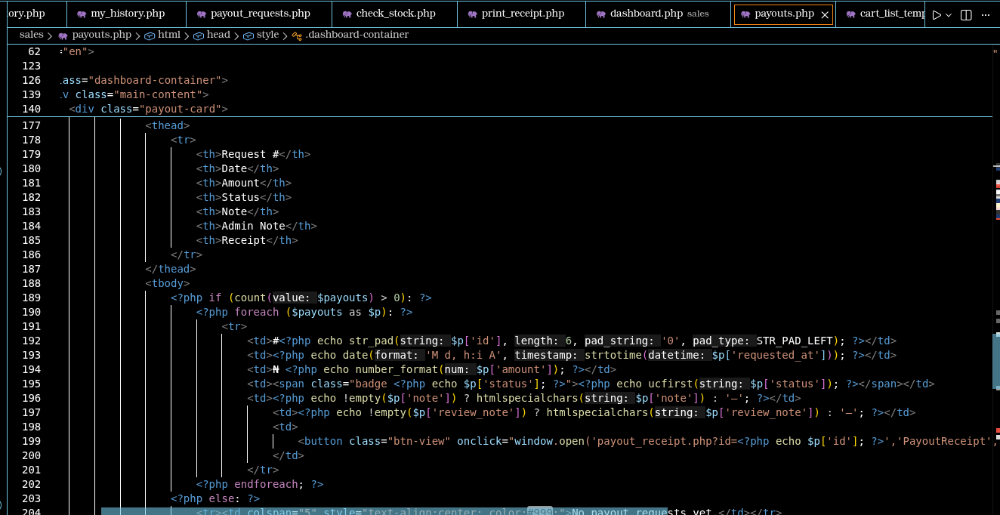 ory.php my_history.php payout_requests.php check_stock.php print_receipt.php dashboard.php sales payouts.php cart_list_temp
sales > payouts.php > html > head > style > .dashboard-container
62 :"en">
123
126 .ass="dashboard-container">
139 .v class="main-content">
140 <div class="payout-card">
177 <thead>
178 <tr>
179 <th>Request #</th>
180 <th>Date</th>
181 <th>Amount</th>
182 <th>Status</th>
183 <th>Note</th>
184 <th>Admin Note</th>
185 <th>Receipt</th>
186 </tr>
187 </thead>
188 <tbody>
189 <?php if (count(value: $payouts) > 0): ?>
190 <?php foreach ($payouts as $p): ?>
191 <tr>
192 <td>#<?php echo str_pad(string: $p['id'], length: 6, pad_string: '0', pad_type: STR_PAD_LEFT); ?></td>
193 <td><?php echo date(format: 'M d, h:i A', timestamp: strtotime(datetime: $p['requested_at'])); ?></td>
194 <td>₦ <?php echo number_format(num: $p['amount']); ?></td>
195 <td><span class="badge <?php echo $p['status']; ?>"><?php echo ucfirst(string: $p['status']); ?></span></td>
196 <td><?php echo !empty($p['note']) ? htmlspecialchars(string: $p['note']) : '—'; ?></td>
197 <td><?php echo !empty($p['review_note']) ? htmlspecialchars(string: $p['review_note']) : '—'; ?></td>
198 <td>
199 <button class="btn-view" onclick="window.open('payout_receipt.php?id=<?php echo $p['id']; ?>','PayoutReceipt',
200 </td>
201 </tr>
202 <?php endforeach; ?>
203 <?php else: ?>
204 <tr><td colspan="5" style="text-align:center; color:#999;">No payout requests yet.</td></tr>